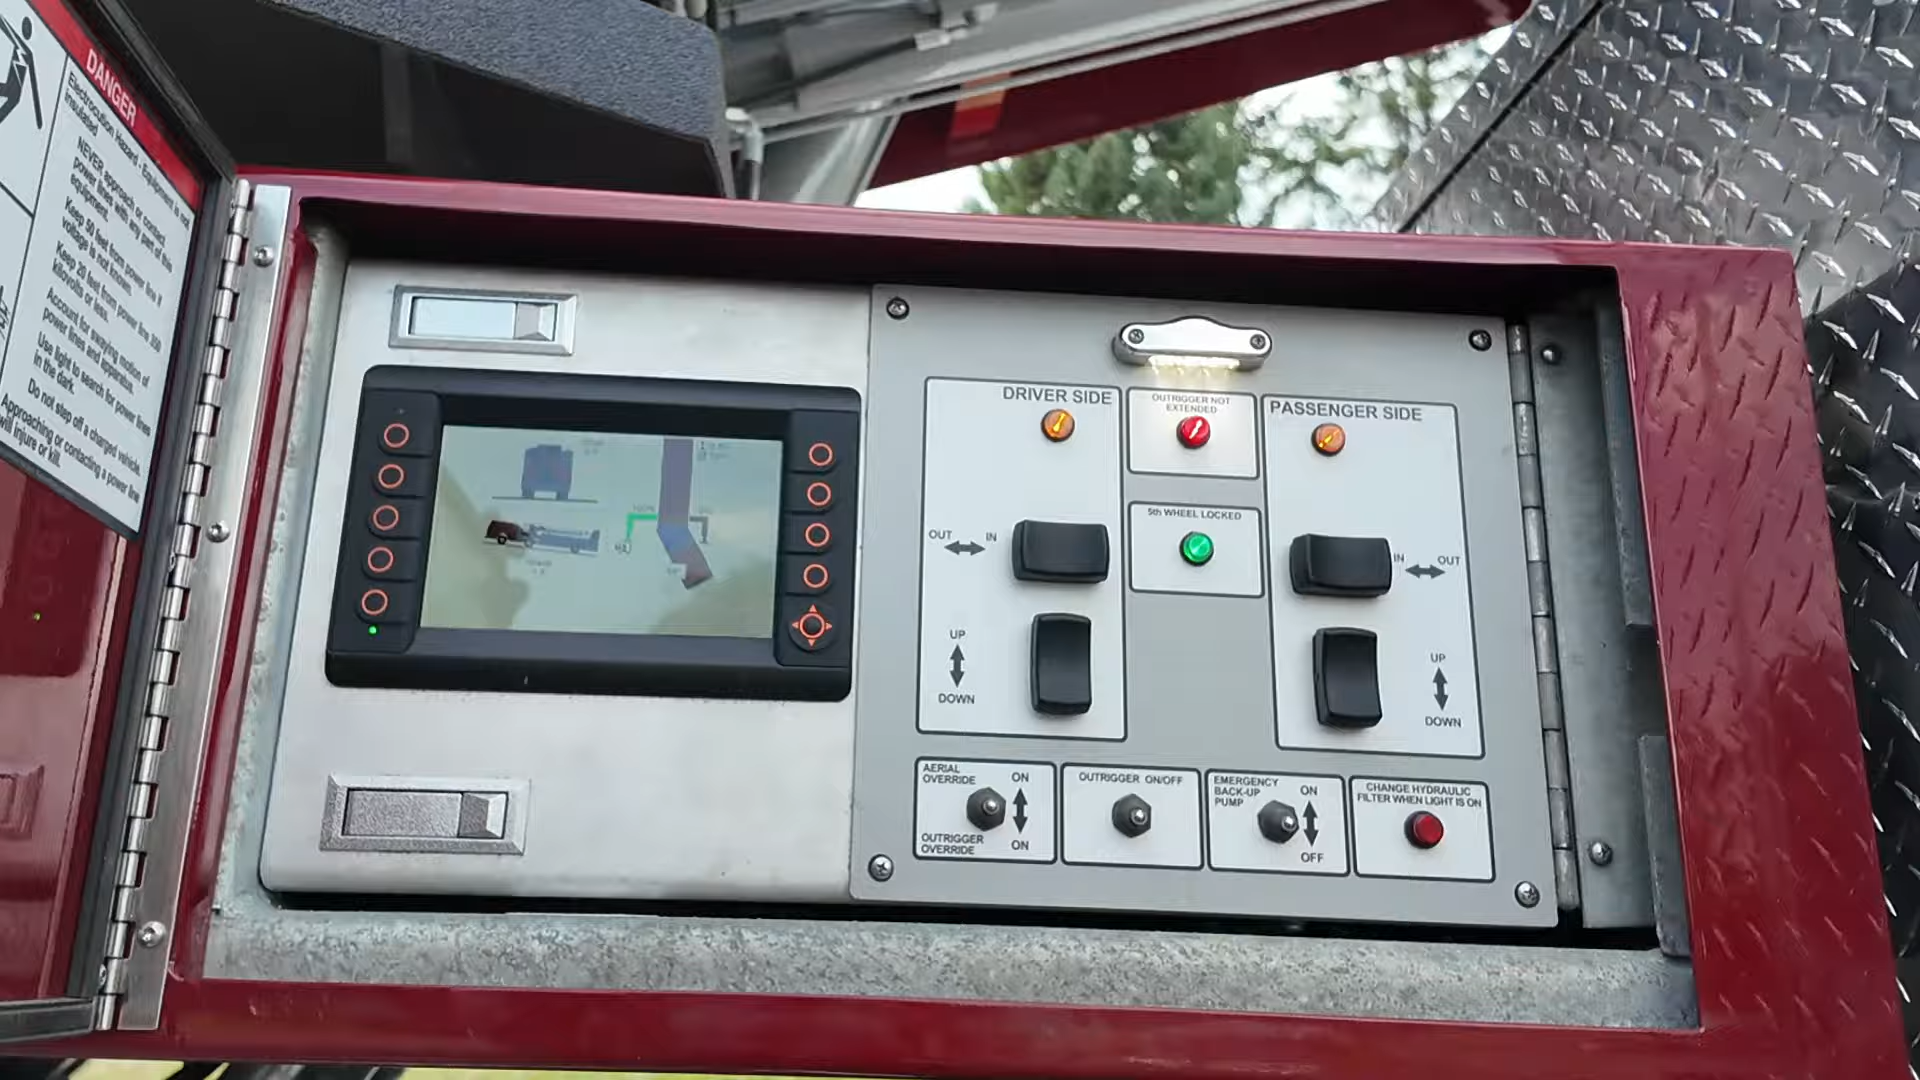 DANGER
Electrocution Hazard - Equipment is not
insulated
NEVER approach or contact
power lines with any part of this
equipment.
Keep 50 feet from power line if
voltage is not known.
Keep 20 feet from power line 350
kilovolts or less.
Account for swaying motion of
power lines and apparatus.
Use light to search for power lines
in the dark.
Do not step off a charged vehicle.
Approaching or contacting a power line
will injure or kill.
DRIVER SIDE
OUTRIGGER NOT
EXTENDED
PASSENGER SIDE
5th WHEEL LOCKED
OUT
IN
IN
OUT
UP
DOWN
UP
DOWN
AERIAL
OVERRIDE
ON
OUTRIGGER
OVERRIDE
ON
OUTRIGGER ON/OFF
EMERGENCY
BACK-UP
PUMP
ON
OFF
CHANGE HYDRAULIC
FILTER WHEN LIGHT IS ON